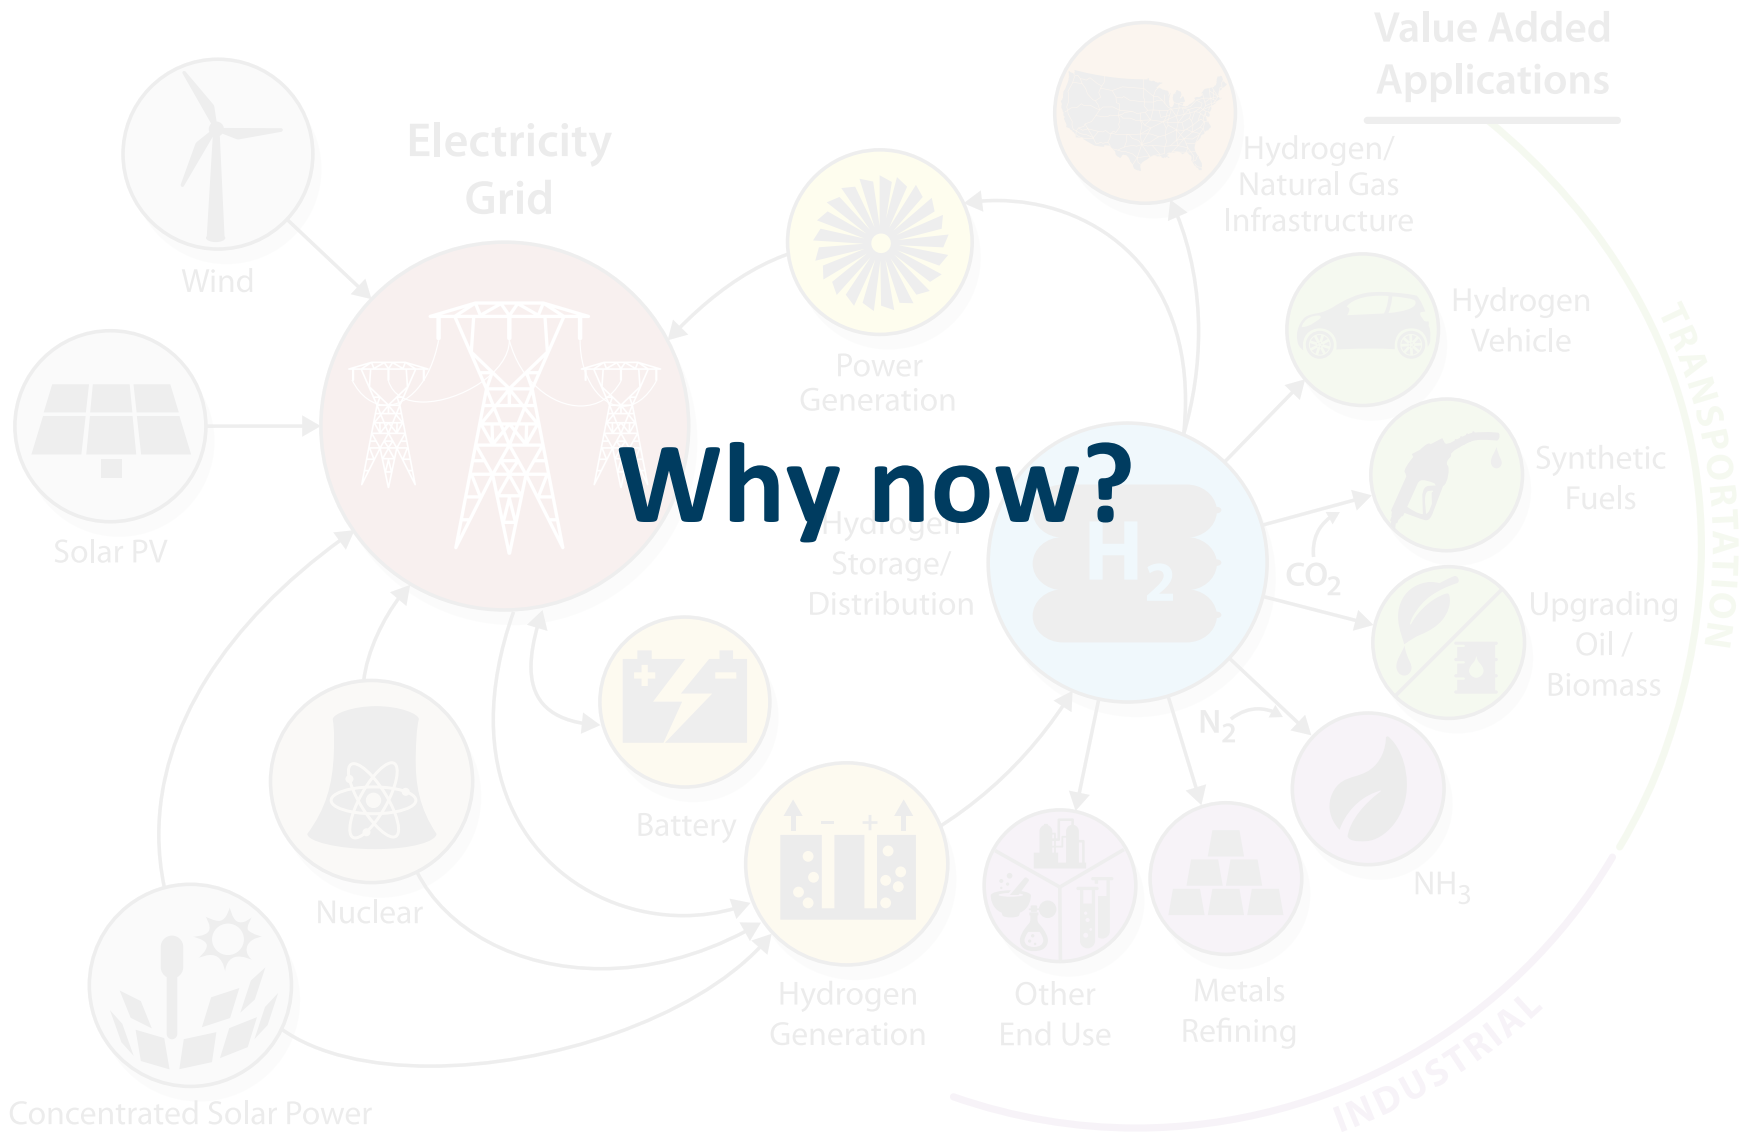 Value Added
Applications
Electricity
Grid
Wind
Hydrogen/
Natural Gas
Infrastructure
Power
Generation
Hydrogen
Vehicle
TRANSPORTATION
Why now?
Solar PV
Hydrogen
Storage/
Distribution
H2
Synthetic
Fuels
CO2
Upgrading
Oil /
Biomass
N2
Battery
Nuclear
NH3
Hydrogen
Generation
Other
End Use
Metals
Refining
INDUSTRIAL
Concentrated Solar Power